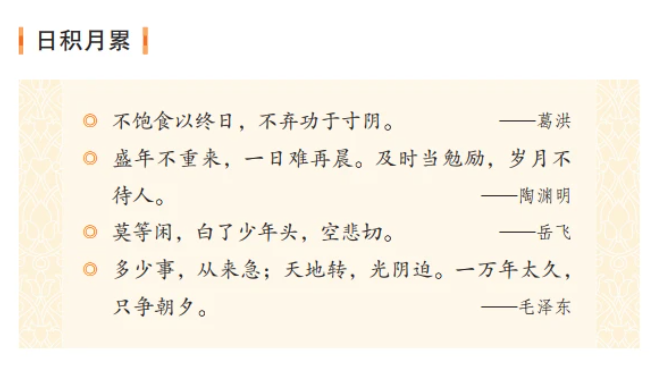 日积月累
不饱食以终日，不弃功于寸阴。 ——葛洪
盛年不重来，一日难再晨。及时当勉励，岁月不
待人。 ——陶渊明
莫等闲，白了少年头，空悲切。 ——岳飞
多少事，从来急；天地转，光阴迫。一万年太久，
只争朝夕。 ——毛泽东